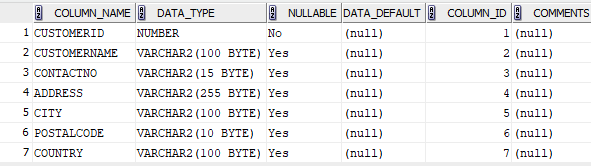 COLUMN_NAME DATA_TYPE NULLABLE DATA_DEFAULT COLUMN_ID COMMENTS
1 CUSTOMERID NUMBER No (null) 1 (null)
2 CUSTOMERNAME VARCHAR2(100 BYTE) Yes (null) 2 (null)
3 CONTACTNO VARCHAR2(15 BYTE) Yes (null) 3 (null)
4 ADDRESS VARCHAR2(255 BYTE) Yes (null) 4 (null)
5 CITY VARCHAR2(100 BYTE) Yes (null) 5 (null)
6 POSTALCODE VARCHAR2(10 BYTE) Yes (null) 6 (null)
7 COUNTRY VARCHAR2(100 BYTE) Yes (null) 7 (null)